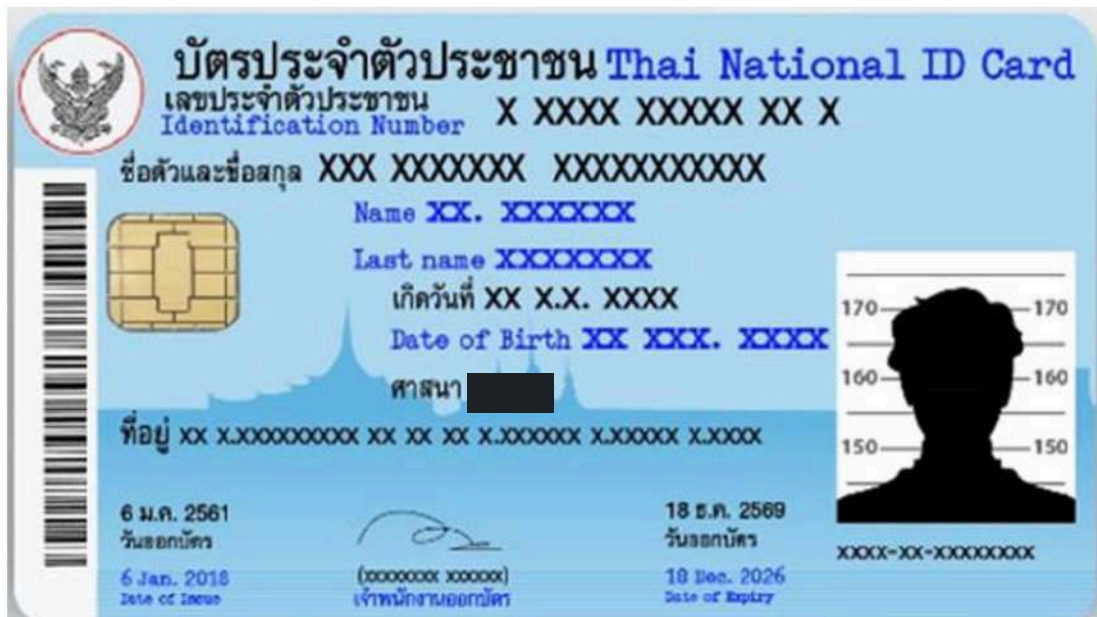 บัตรประจำตัวประชาชน Thai National ID Card
เลขประจำตัวประชาชน
Identification Number X XXXX XXXXX XX X
ชื่อตัวและชื่อสกุล XXX XXXXXXX XXXXXXXXXXX
Name XX. XXXXXX
Last name XXXXXXXX
เกิดวันที่ XX X.X. XXXX
Date of Birth XX XXX. XXXX
ศาสนา
ที่อยู่ xx x.xxxxxxxxx xx xx xx x.xxxxxx x.xxxxx x.xxxx
170 170
160 160
150 150
6 ม.ค. 2561
วันออกบัตร
6 Jan. 2018
Date of Issue
(xxxxxxxx xxxxxx)
เจ้าพนักงานออกบัตร
18 ธ.ค. 2569
วันออกบัตร
18 Dec. 2026
Date of Expiry
xxxx-xx-xxxxxxxx